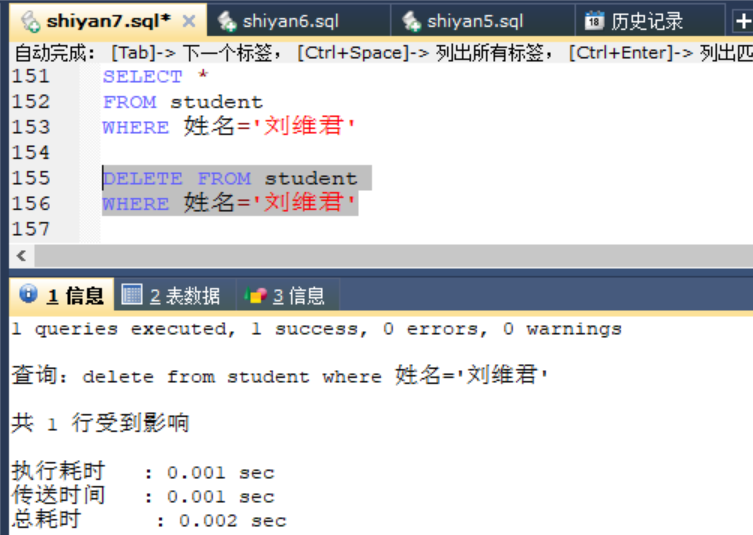 shiyan7.sql* shiyan6.sql shiyan5.sql 18 历史记录
自动完成： [Tab]-> 下一个标签， [Ctrl+Space]-> 列出所有标签， [Ctrl+Enter]-> 列出匹
151 SELECT *
152 FROM student
153 WHERE 姓名='刘维君'
154
155 DELETE FROM student
156 WHERE 姓名='刘维君'
157
1 信息 2 表数据 3 信息
1 queries executed, 1 success, 0 errors, 0 warnings
查询：delete from student where 姓名='刘维君'
共 1 行受到影响
执行耗时 : 0.001 sec
传送时间 : 0.001 sec
总耗时 : 0.002 sec